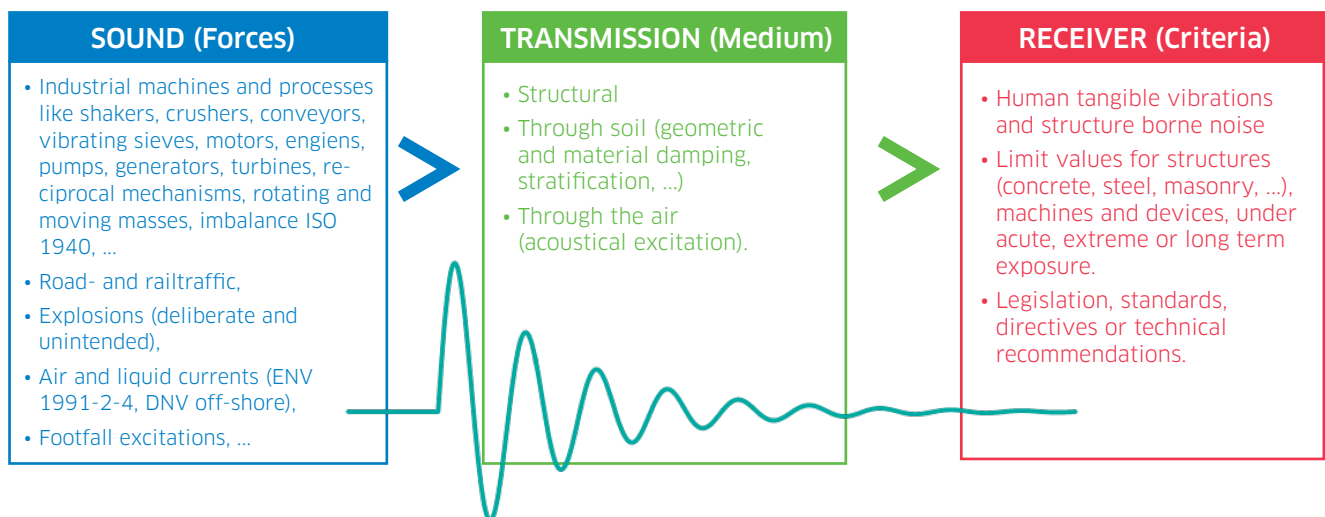 SOUND (Forces)
• Industrial machines and processes
like shakers, crushers, conveyors,
vibrating sieves, motors, engiens,
pumps, generators, turbines, re-
ciprocal mechanisms, rotating and
moving masses, imbalance ISO
1940, ...
• Road- and railtraffic,
• Explosions (deliberate and
unintended),
• Air and liquid currents (ENV
1991-2-4, DNV off-shore),
• Footfall excitations, ...
TRANSMISSION (Medium)
• Structural
• Through soil (geometric
and material damping,
stratification, ...)
• Through the air
(acoustical excitation).
RECEIVER (Criteria)
• Human tangible vibrations
and structure borne noise
• Limit values for structures
(concrete, steel, masonry, ...),
machines and devices, under
acute, extreme or long term
exposure.
• Legislation, standards,
directives or technical
recommendations.